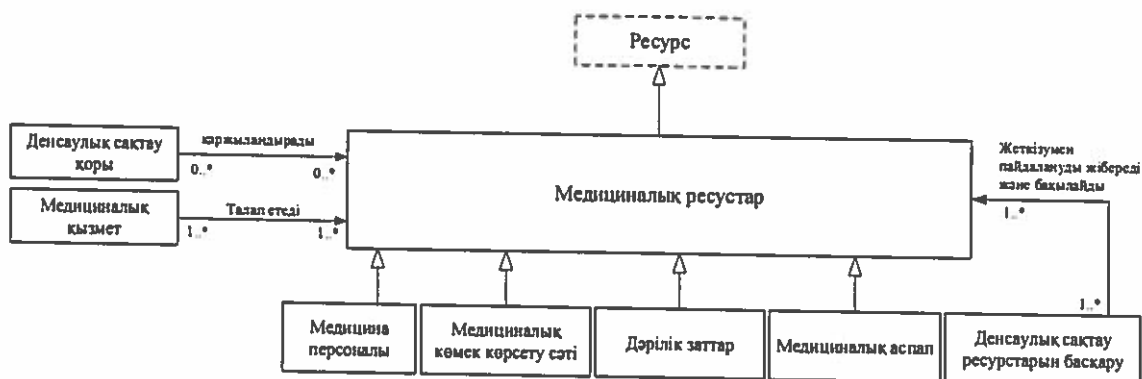 Ресурс
Денсаулық сақтау
қоры
қаржыландырады
0..*
0..*
Медициналық
қызмет
Талап етеді
1..*
1..*
Медициналық ресустар
Жеткізумен
пайдалануды жібереді
және бақылайды
1..*
1..*
Медицина
персоналы
Медициналық
көмек көрсету сәті
Дәрілік заттар
Медициналық аспап
Денсаулық сақтау
ресурстарын басқару